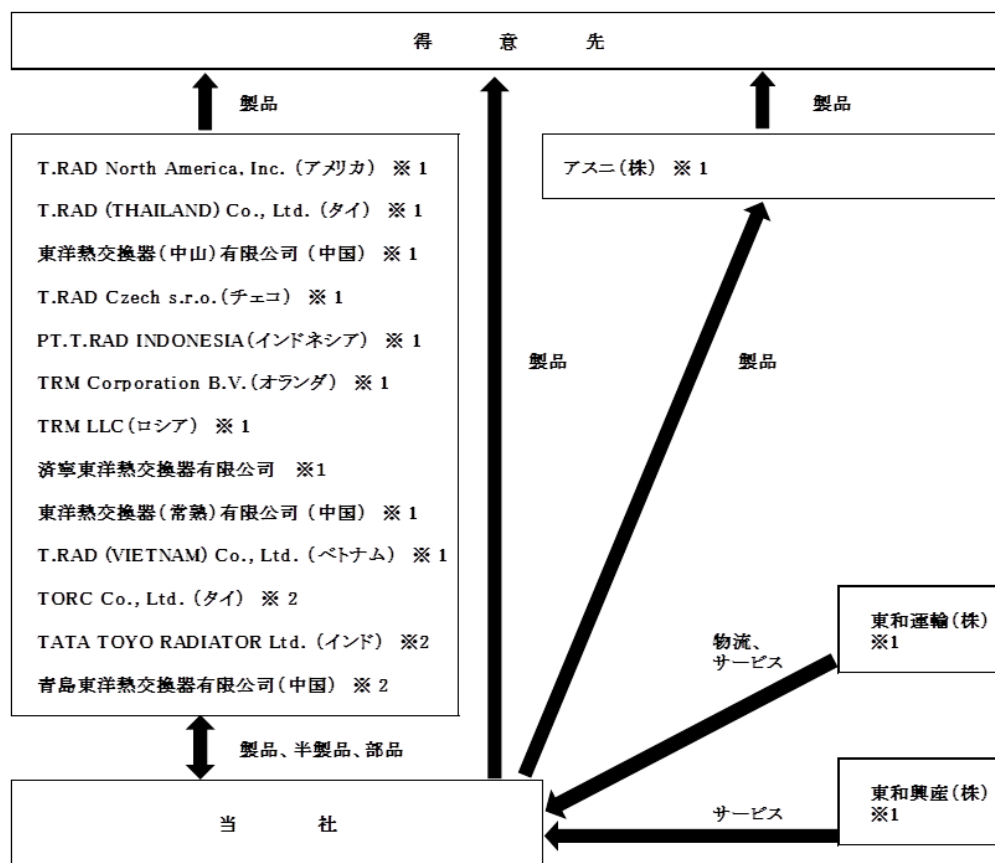 得意先
製品
製品
T.RAD North America, Inc. (アメリカ) ※ 1
T.RAD (THAILAND) Co., Ltd. (タイ) ※ 1
東洋熱交換器(中山)有限公司 (中国) ※ 1
T.RAD Czech s.r.o.(チェコ) ※ 1
PT.T.RAD INDONESIA(インドネシア) ※ 1
TRM Corporation B.V.(オランダ) ※ 1
TRM LLC(ロシア) ※ 1
済寧東洋熱交換器有限公司 ※1
東洋熱交換器(常熟)有限公司 (中国) ※ 1
T.RAD (VIETNAM) Co., Ltd. (ベトナム) ※ 1
TORC Co., Ltd. (タイ) ※ 2
TATA TOYO RADIATOR Ltd. (インド) ※2
青島東洋熱交換器有限公司(中国) ※ 2
アスニ(株) ※ 1
製品
製品
東和運輸(株)
※1
物流、
サービス
製品、半製品、部品
当社
サービス
東和興産(株)
※1